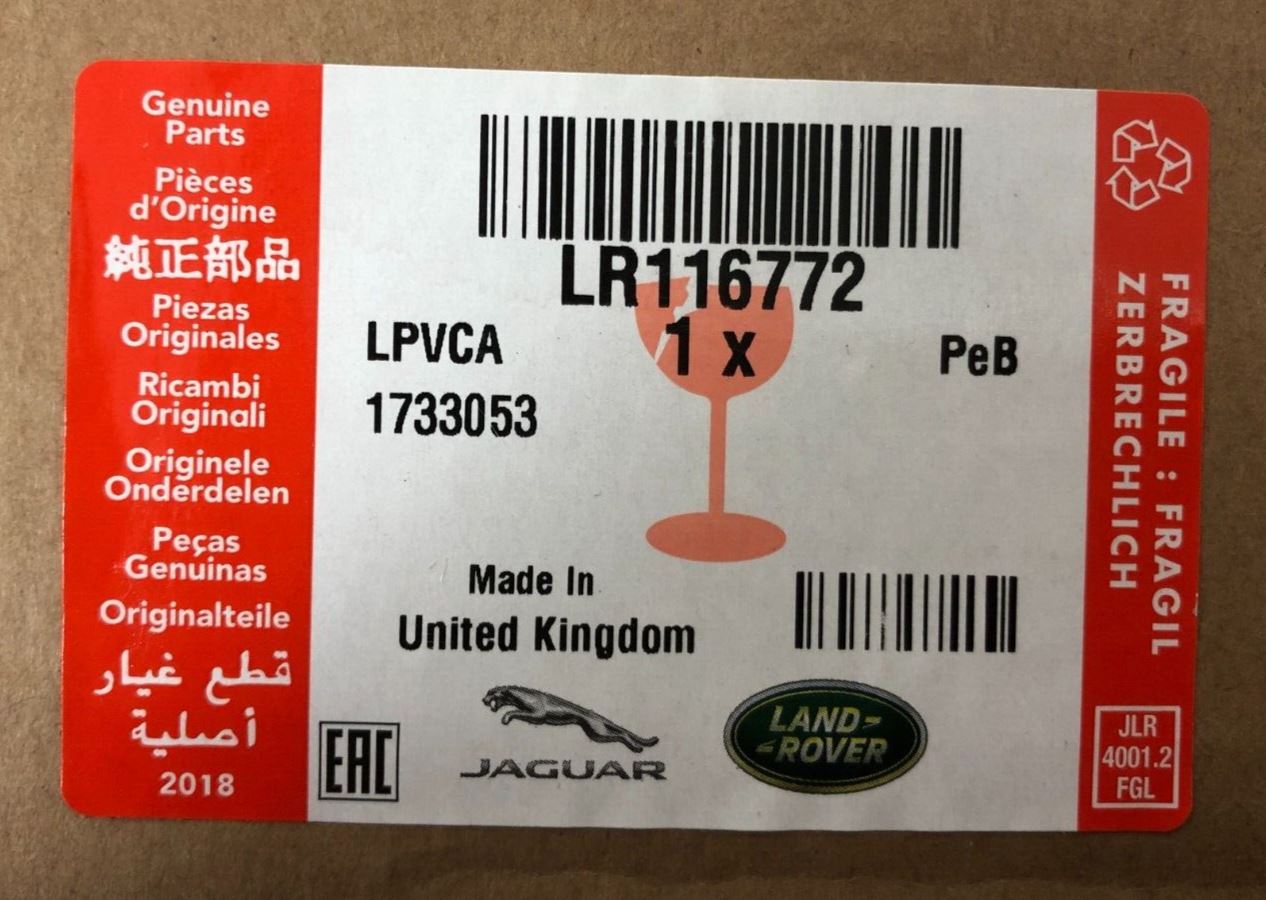 Genuine
Parts
Pièces
d'Origine
純正部品
Piezas
Originales
Ricambi
Originali
Originele
Onderdelen
Peças
Genuinas
Originalteile
قطع غيار
أصلية
2018
LR116772
LPVCA
1 x
PeB
1733053
Made In
United Kingdom
EAC
JAGUAR
LAND-
-ROVER
FRAGILE : FRAGIL
ZERBRECHLICH
JLR
4001.2
FGL